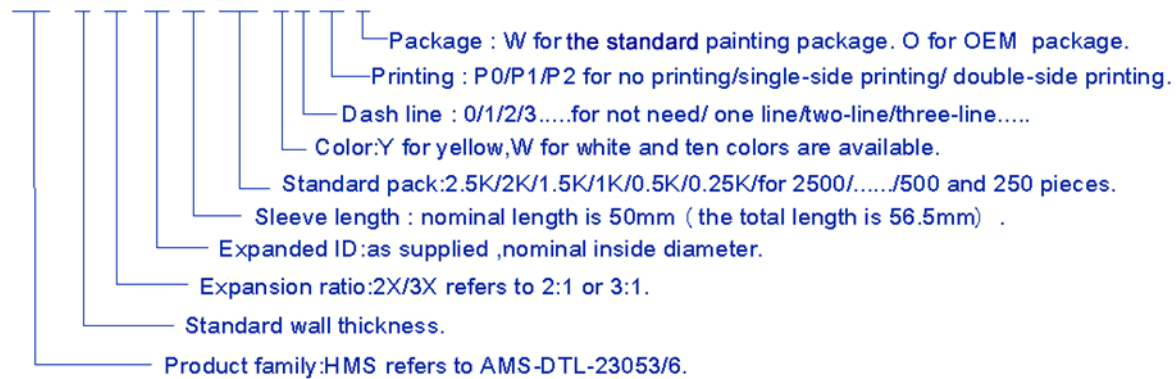 Package : W for the standard painting package. O for OEM package.
Printing : P0/P1/P2 for no printing/single-side printing/ double-side printing.
Dash line : 0/1/2/3.....for not need/ one line/two-line/three-line.....
Color:Y for yellow,W for white and ten colors are available.
Standard pack:2.5K/2K/1.5K/1K/0.5K/0.25K/for 2500/....../500 and 250 pieces.
Sleeve length : nominal length is 50mm（the total length is 56.5mm）.
Expanded ID:as supplied ,nominal inside diameter.
Expansion ratio:2X/3X refers to 2:1 or 3:1.
Standard wall thickness.
Product family:HMS refers to AMS-DTL-23053/6.